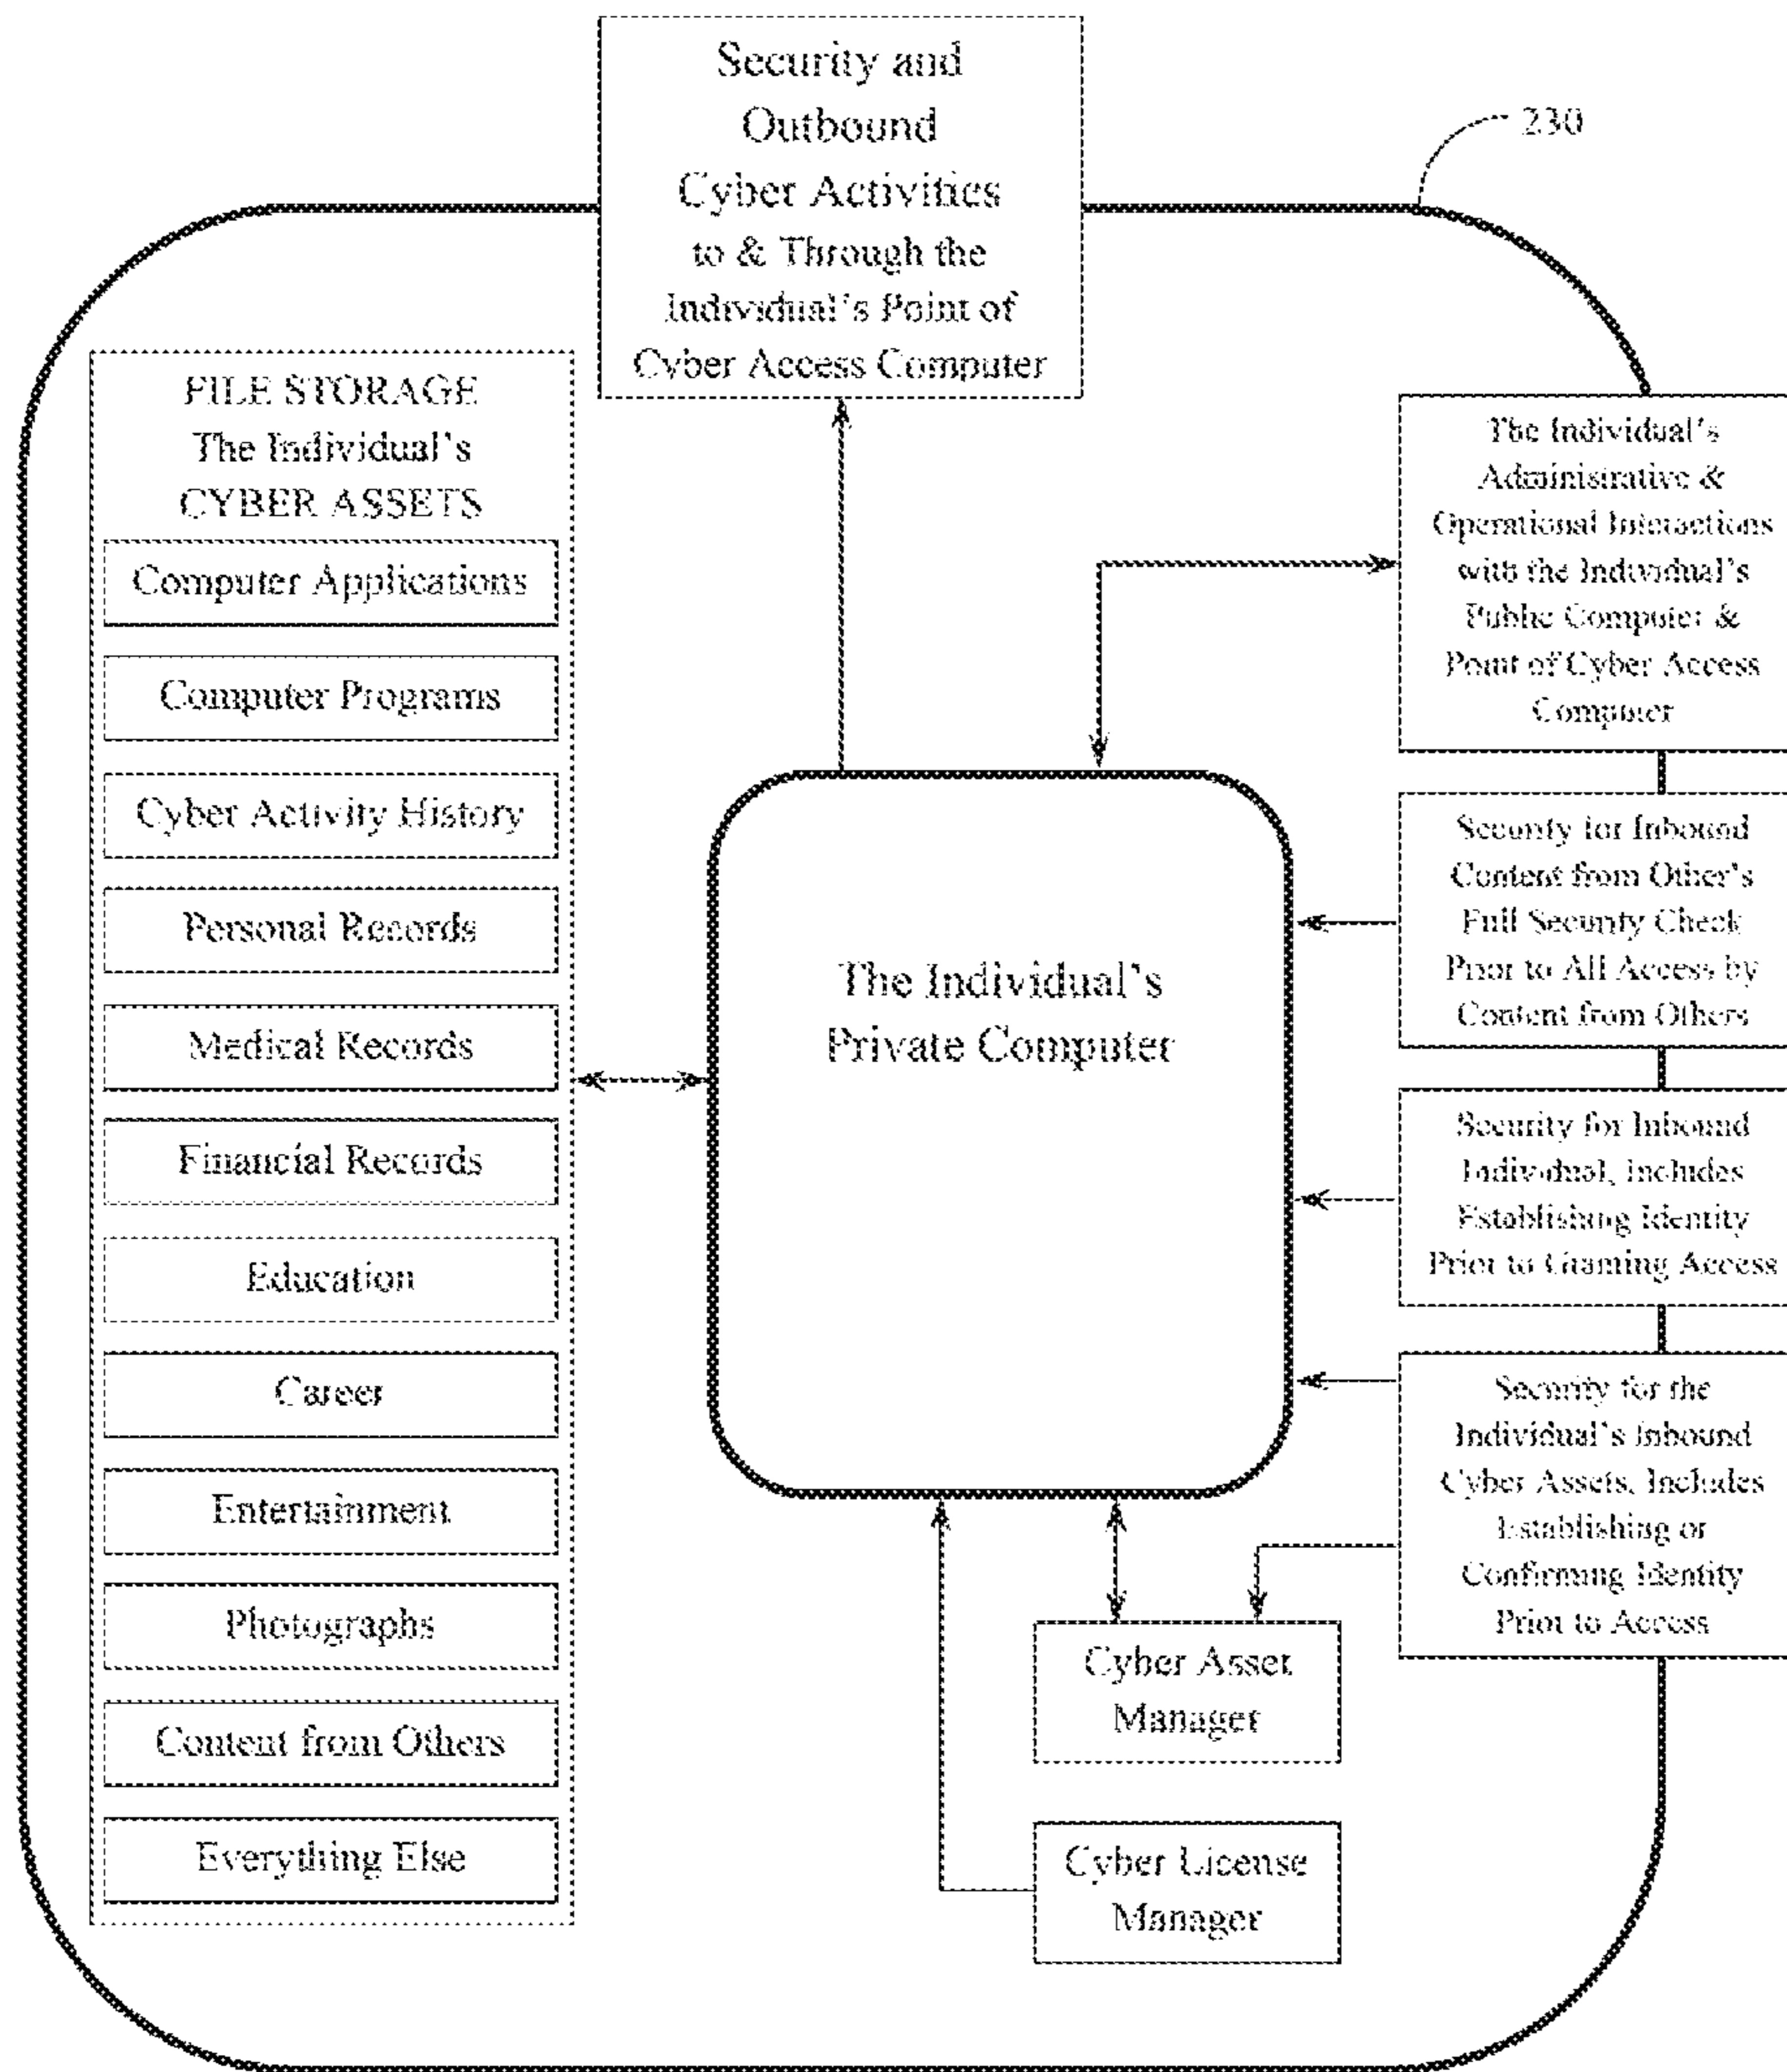 Security and
Outbound
Cyber Activities
to & Through the
Individual's Point of
Cyber Access Computer
230
FILE STORAGE
The Individual's
CYBER ASSETS
Computer Applications
Computer Programs
Cyber Activity History
Personal Records
Medical Records
Financial Records
Education
Career
Entertainment
Photographs
Content from Others
Everything Else
The Individual's
Private Computer
The Individual's
Administrative &
Operational Interactions
with the Individual's
Public Computer &
Point of Cyber Access
Computer
Security for Inbound
Content from Other's
Full Security Check
Prior to All Access by
Content from Others
Security for Inbound
Individual, Includes
Establishing Identity
Prior to Granting Access
Security for the
Individual's Inbound
Cyber Assets, Includes
Establishing or
Confirming Identity
Prior to Access
Cyber Asset
Manager
Cyber License
Manager